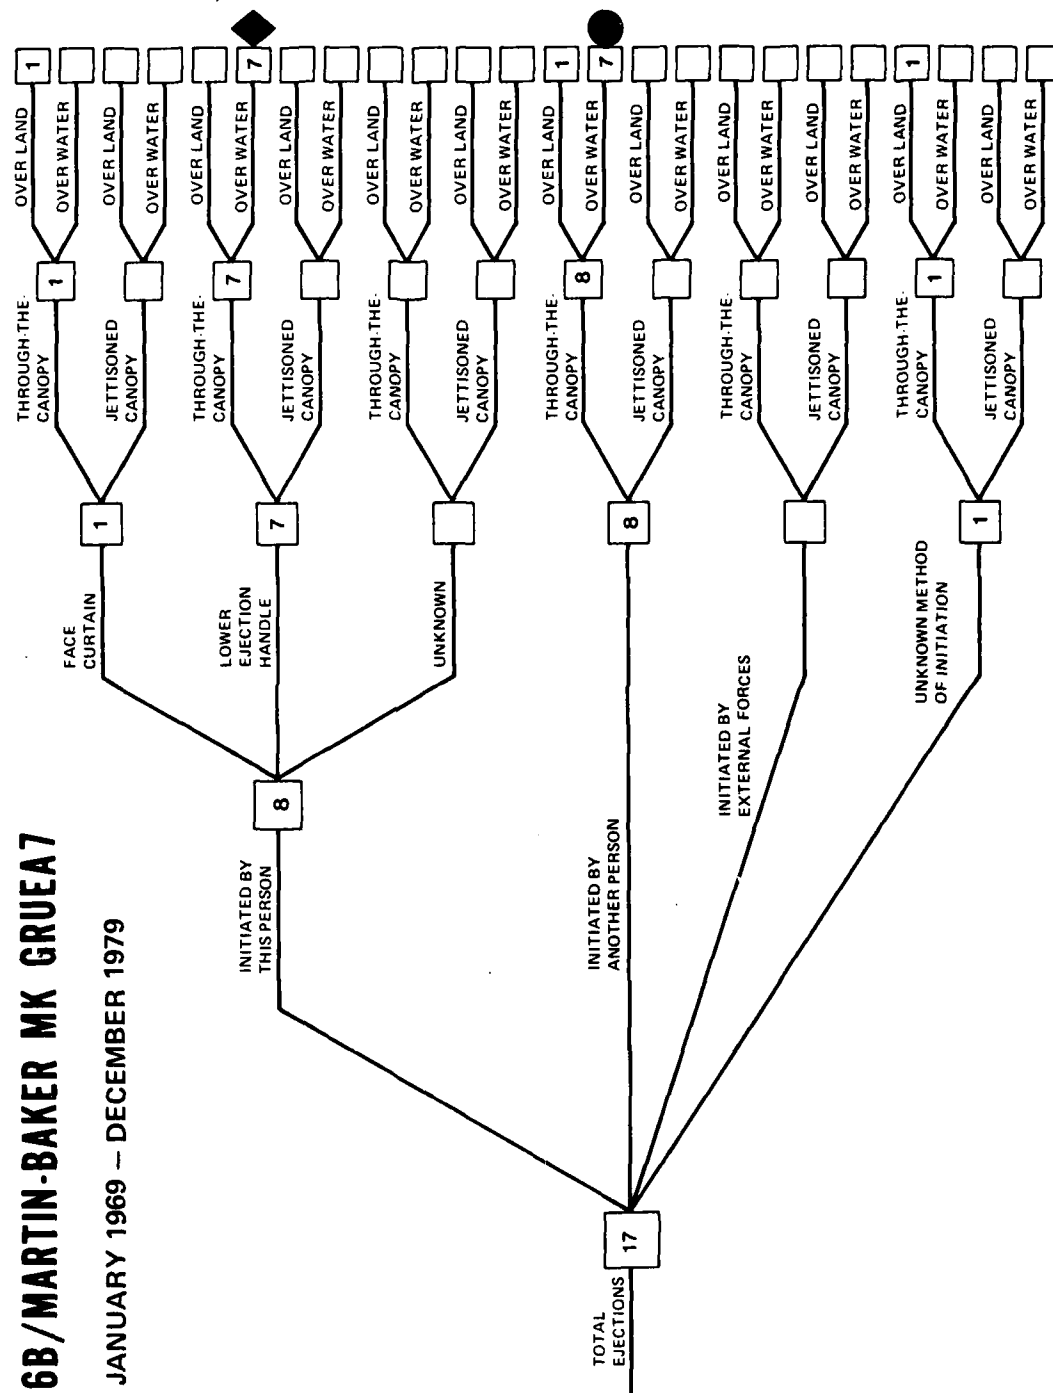 6B/MARTIN-BAKER MK GRUEA7
JANUARY 1969 – DECEMBER 1979
TOTAL
EJECTIONS
17
INITIATED BY
THIS PERSON
8
FACE
CURTAIN
1
THROUGH-THE-
CANOPY
1
OVER LAND
1
OVER WATER
JETTISONED
CANOPY
OVER LAND
OVER WATER
LOWER
EJECTION
HANDLE
7
THROUGH-THE-
CANOPY
7
OVER LAND
OVER WATER
7
JETTISONED
CANOPY
OVER LAND
OVER WATER
UNKNOWN
THROUGH-THE-
CANOPY
OVER LAND
OVER WATER
JETTISONED
CANOPY
OVER LAND
OVER WATER
INITIATED BY
ANOTHER PERSON
8
THROUGH-THE-
CANOPY
8
OVER LAND
1
OVER WATER
7
JETTISONED
CANOPY
OVER LAND
OVER WATER
INITIATED BY
EXTERNAL FORCES
THROUGH-THE-
CANOPY
OVER LAND
OVER WATER
JETTISONED
CANOPY
OVER LAND
OVER WATER
UNKNOWN METHOD
OF INITIATION
1
THROUGH-THE-
CANOPY
1
OVER LAND
1
OVER WATER
JETTISONED
CANOPY
OVER LAND
OVER WATER